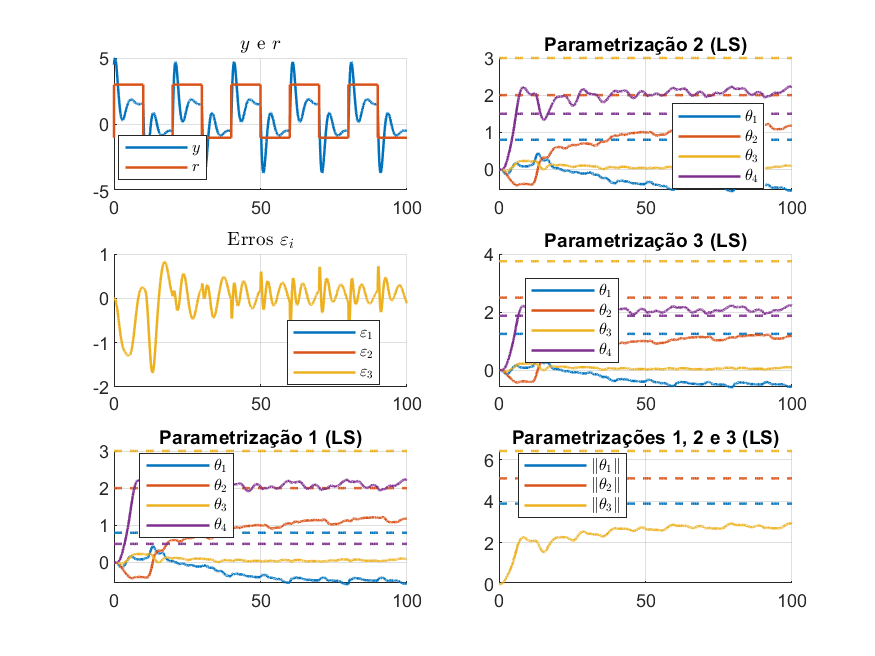 y e r
5
0
-5
0
50
100
y
r
Parametrização 2 (LS)
3
2
1
0
0
50
100
θ1
θ2
θ3
θ4
Erros εi
1
0
-1
-2
0
50
100
ε1
ε2
ε3
Parametrização 3 (LS)
4
2
0
0
50
100
θ1
θ2
θ3
θ4
Parametrização 1 (LS)
3
2
1
0
0
50
100
θ1
θ2
θ3
θ4
Parametrizações 1, 2 e 3 (LS)
6
4
2
0
0
50
100
‖θ1‖
‖θ2‖
‖θ3‖